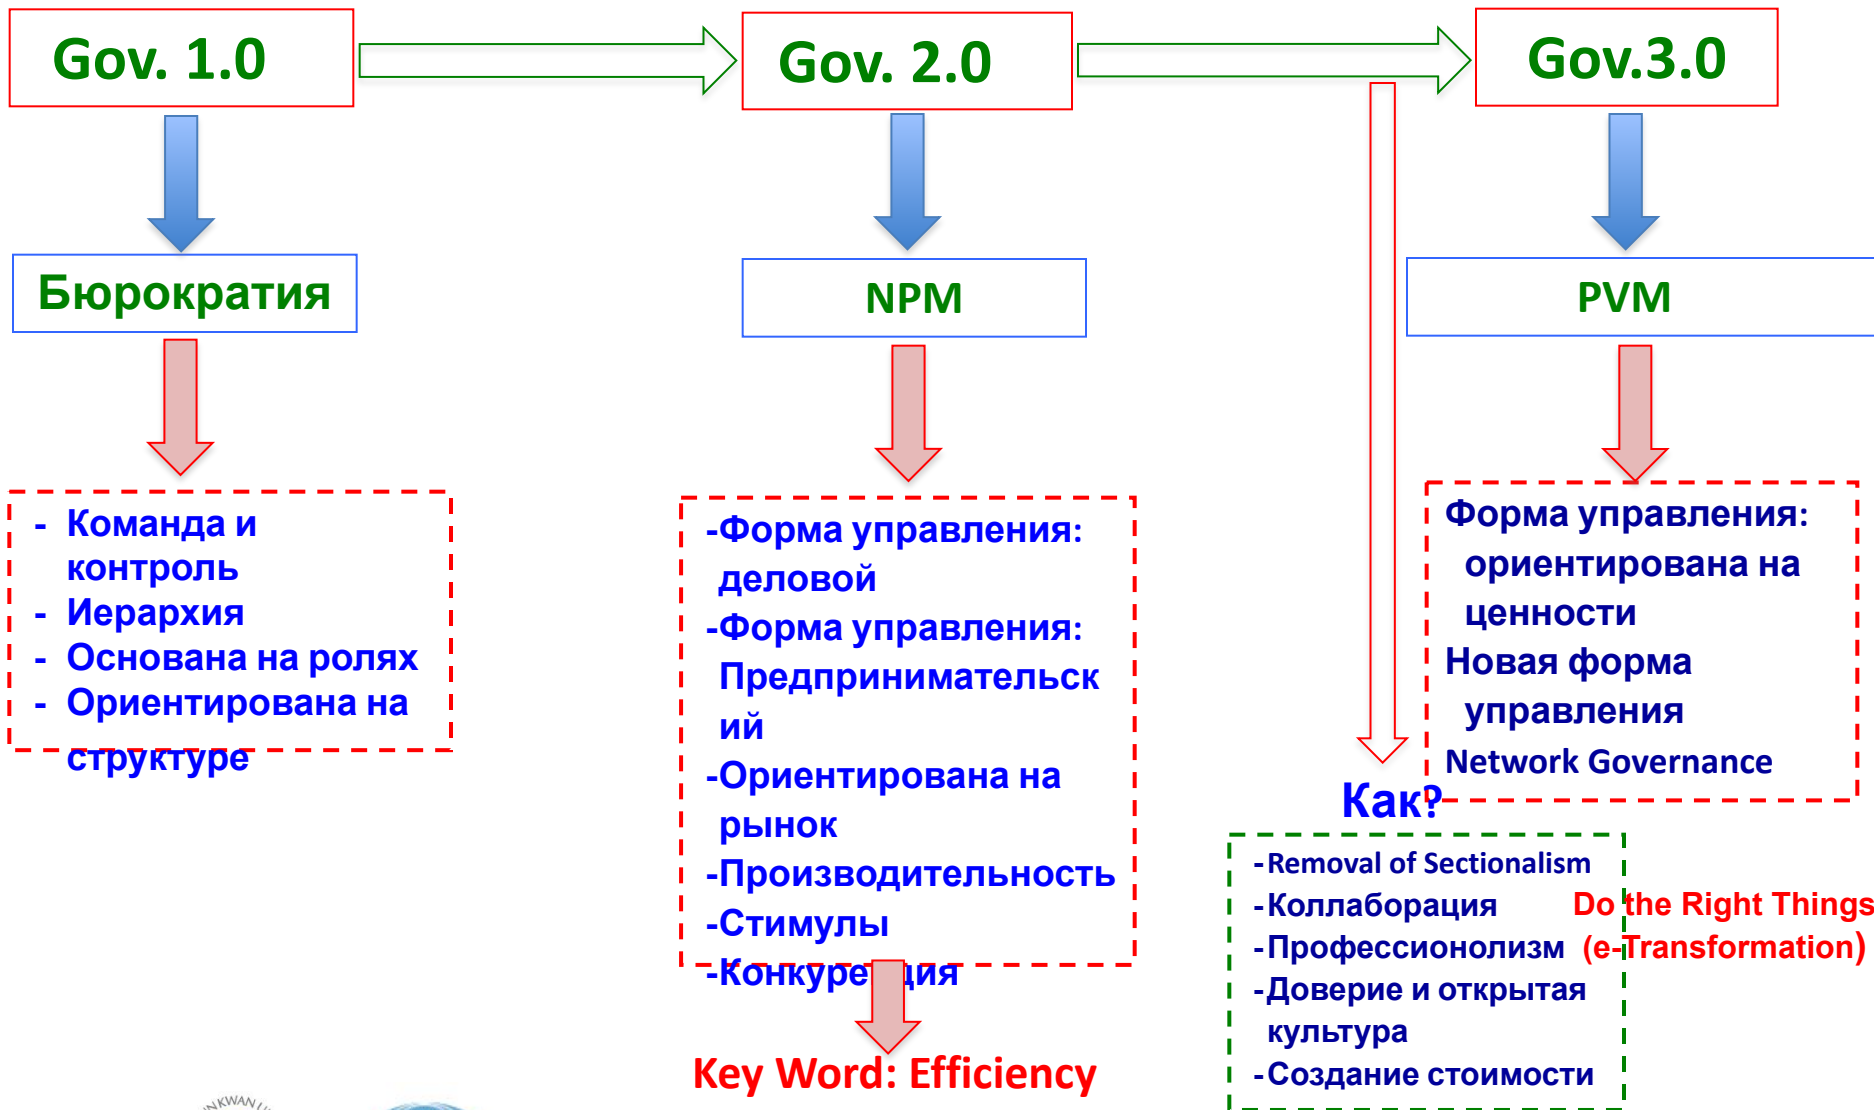 Gov. 1.0
Gov. 2.0
Gov.3.0
Бюрократия
NPM
PVM
- Команда и
контроль
- Иерархия
- Основана на ролях
- Ориентирована на
структуре
-Форма управления:
деловой
-Форма управления:
Предпринимательск
ий
-Ориентирована на
рынок
-Производительность
-Стимулы
-Конкуренция
Key Word: Efficiency
Форма управления:
ориентирована на
ценности
Новая форма
управления
Network Governance
Как?
-Removal of Sectionalism
-Коллаборация
-Профессионолизм
-Доверие и открытая
культура
-Создание стоимости
Do the Right Things
(e-Transformation)